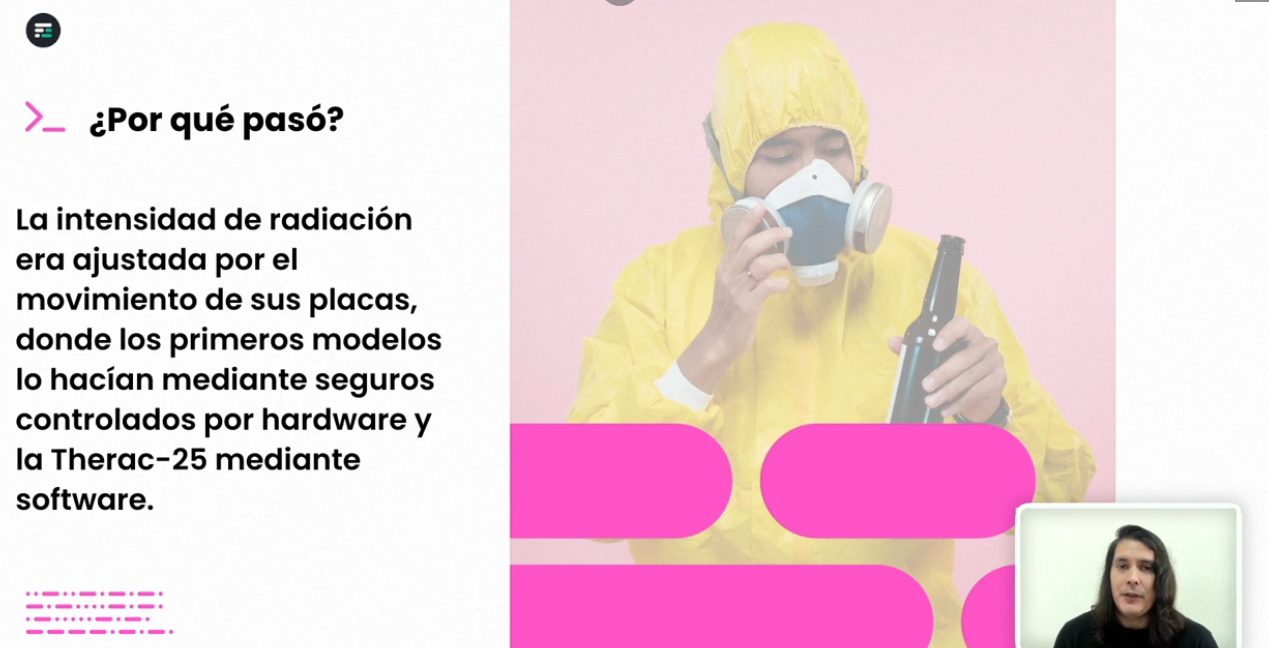 ¿Por qué pasó?
La intensidad de radiación
era ajustada por el
movimiento de sus placas,
donde los primeros modelos
lo hacían mediante seguros
controlados por hardware y
la Therac-25 mediante
software.